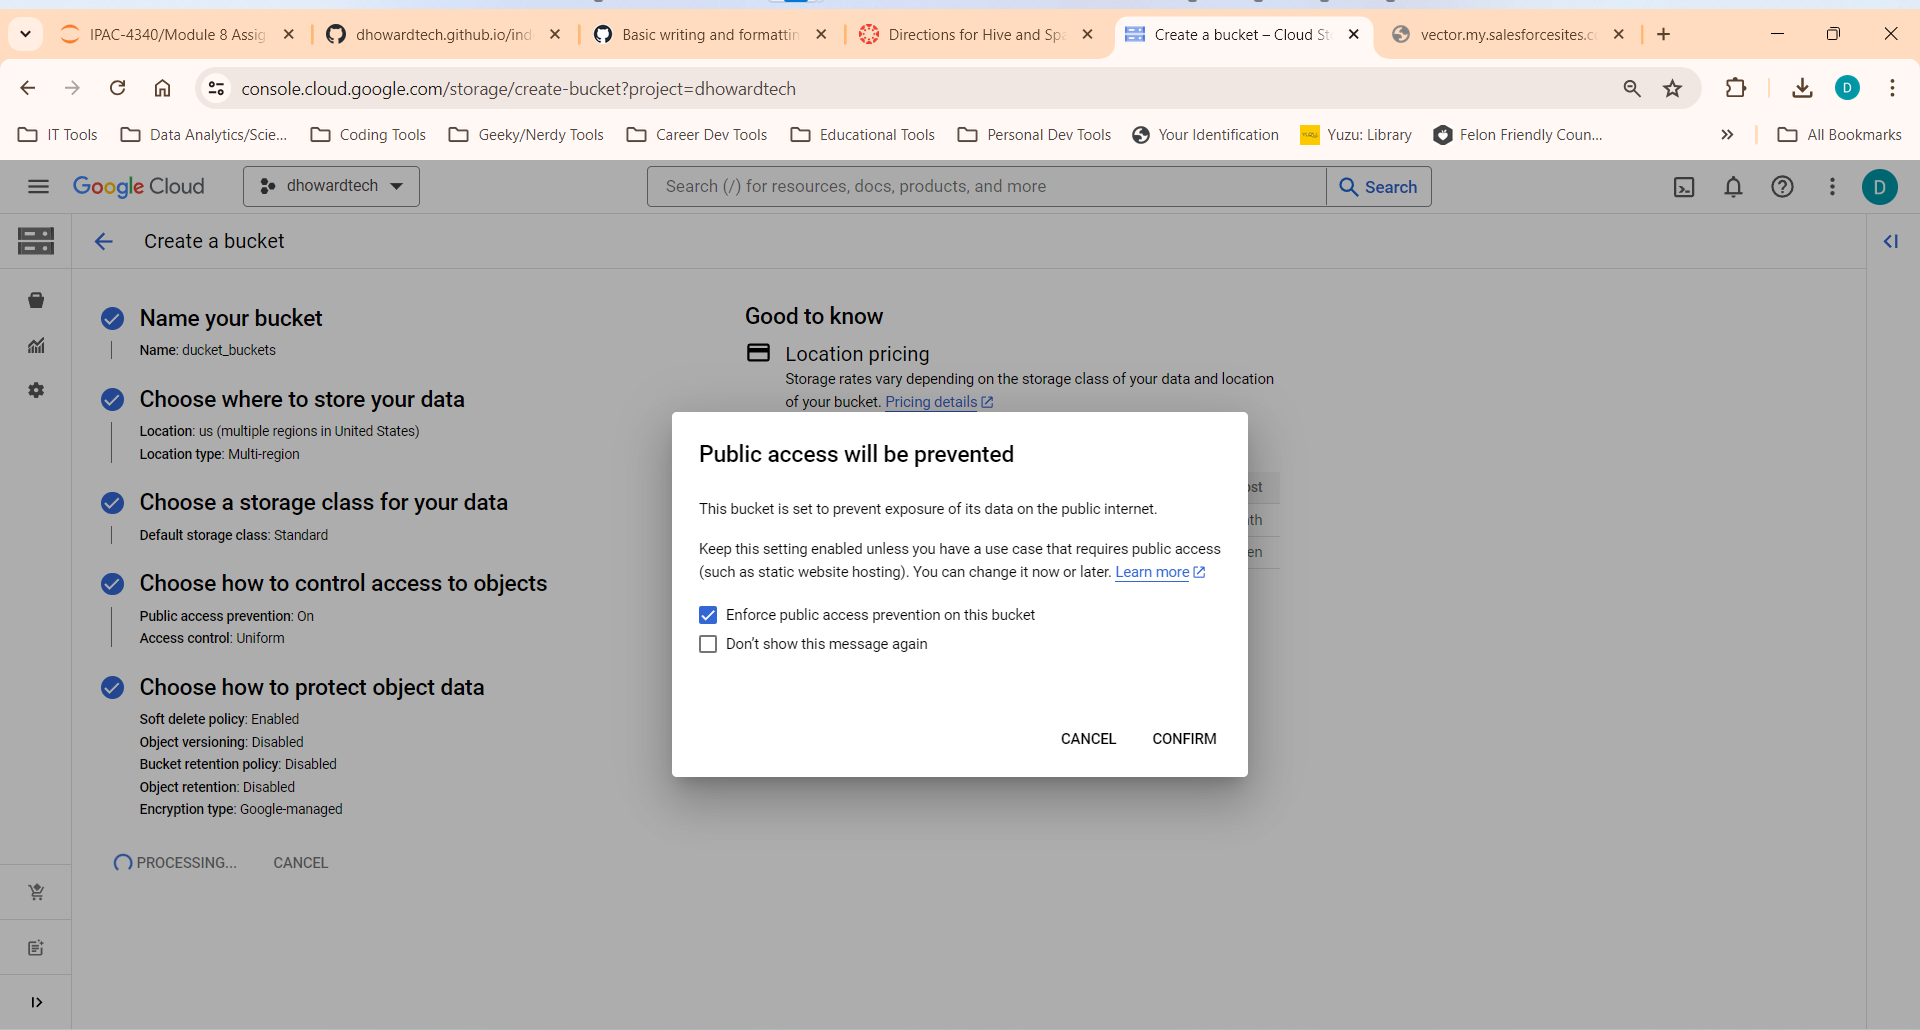 IPAC-4340/Module 8 Assig
dhowardtech.github.io/ind
Basic writing and formattin
Directions for Hive and Spa
Create a bucket – Cloud Sto
vector.my.salesforcesites.c
console.cloud.google.com/storage/create-bucket?project=dhowardtech
D
IT Tools
Data Analytics/Scie...
Coding Tools
Geeky/Nerdy Tools
Career Dev Tools
Educational Tools
Personal Dev Tools
Your Identification
Yuzu: Library
Felon Friendly Coun...
All Bookmarks
Google Cloud
dhowardtech
Search (/) for resources, docs, products, and more
Search
D
Create a bucket
Name your bucket
Name: ducket_buckets
Choose where to store your data
Location: us (multiple regions in United States)
Location type: Multi-region
Choose a storage class for your data
Default storage class: Standard
Choose how to control access to objects
Public access prevention: On
Access control: Uniform
Choose how to protect object data
Soft delete policy: Enabled
Object versioning: Disabled
Bucket retention policy: Disabled
Object retention: Disabled
Encryption type: Google-managed
PROCESSING...
CANCEL
Good to know
Location pricing
Storage rates vary depending on the storage class of your data and location
of your bucket. Pricing details
ost
th
en
Public access will be prevented
This bucket is set to prevent exposure of its data on the public internet.
Keep this setting enabled unless you have a use case that requires public access
(such as static website hosting). You can change it now or later. Learn more
Enforce public access prevention on this bucket
Don't show this message again
CANCEL
CONFIRM